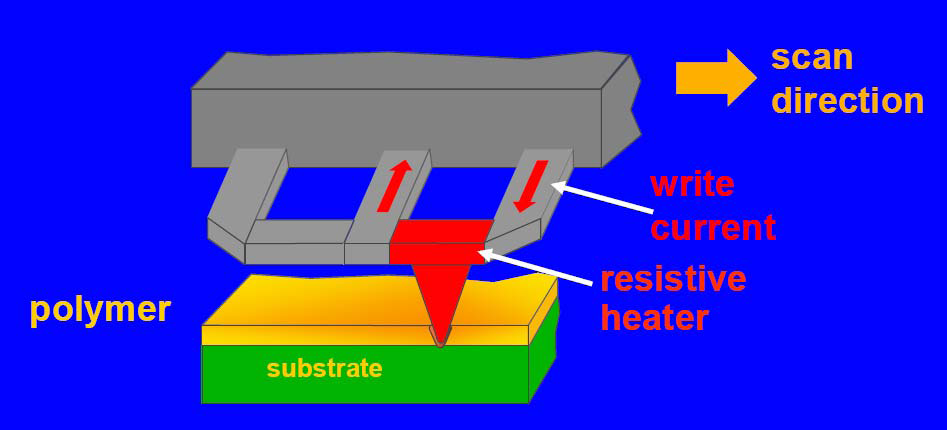 scan
direction
write
current
resistive
heater
polymer
substrate